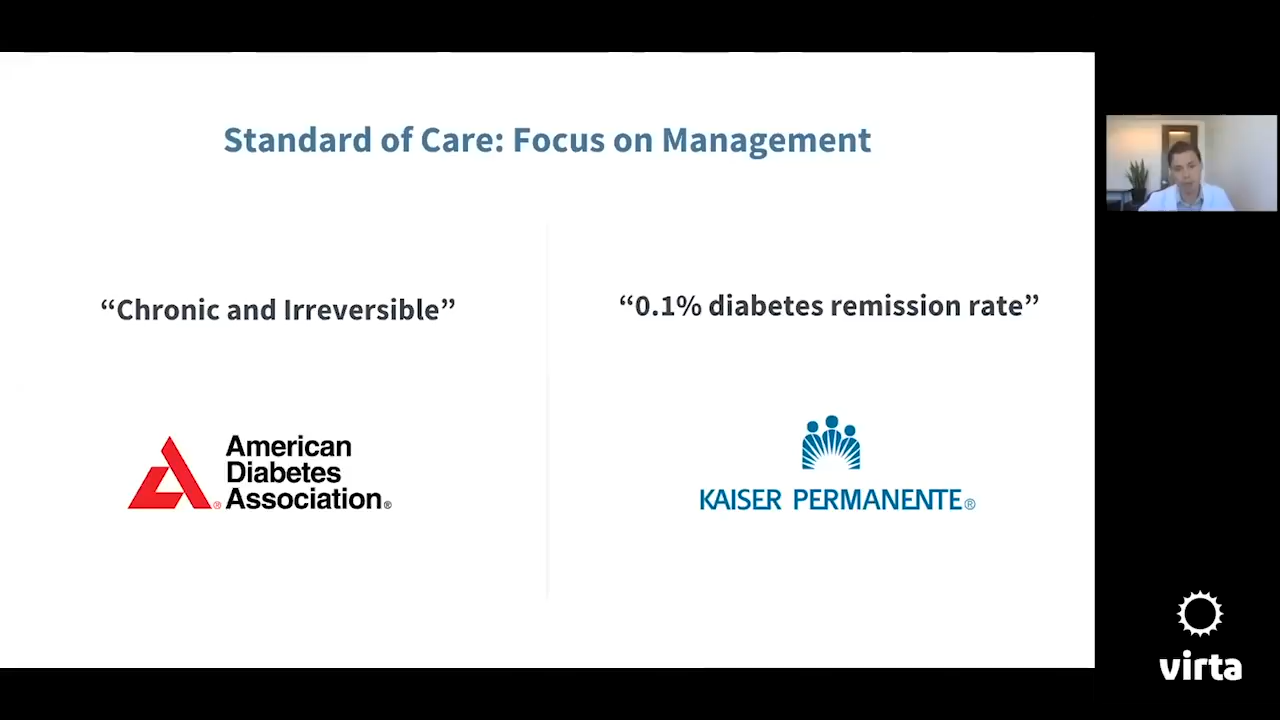 Standard of Care: Focus on Management
“Chronic and Irreversible”
“0.1% diabetes remission rate”
American
Diabetes
Association®
KAISER PERMANENTE®
virta